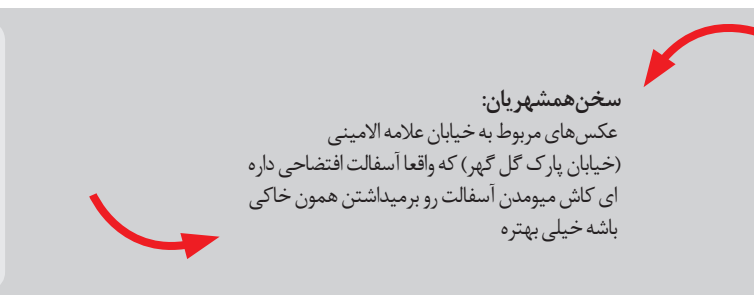 سخن‌همشهریان:
عکس‌های مربوط به خیابان علامه الامینی
(خیابان پارک گل گهر) که واقعا آسفالت افتضاحی داره
ای کاش میومدن آسفالت رو برمیداشتن همون خاکی
باشه خیلی بهتره